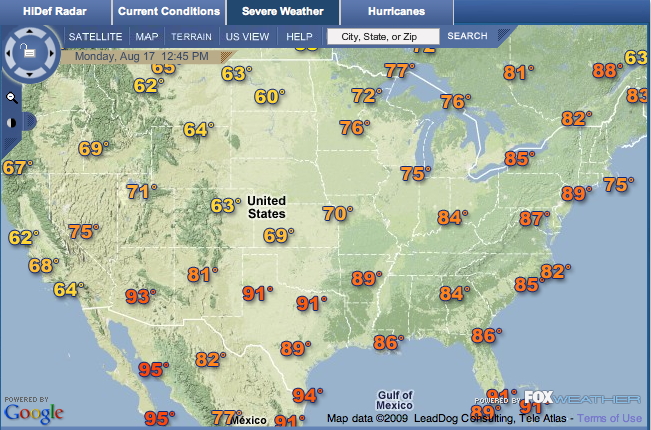 HiDef Radar Current Conditions Severe Weather Hurricanes
SATELLITE MAP TERRAIN US VIEW HELP City, State, or Zip SEARCH
Monday, Aug 17 12:45 PM
72°
63°
65° 63° 77° 81° 88°
62° 60° 72° 76° 83
64° 76° 82°
69° 85°
67° 75°
71° 89° 75°
63° United States 70° 84° 87°
62° 75° 69°
68° 81° 89° 82°
64° 93° 91° 91° 84° 85°
89° 86° 86°
95° 82°
94° Gulf of Mexico 91°
POWERED BY Google
POWERED BY FOX WEATHER
95° 77° México 91° 89° 91
Map data ©2009 LeadDog Consulting, Tele Atlas - Terms of Use